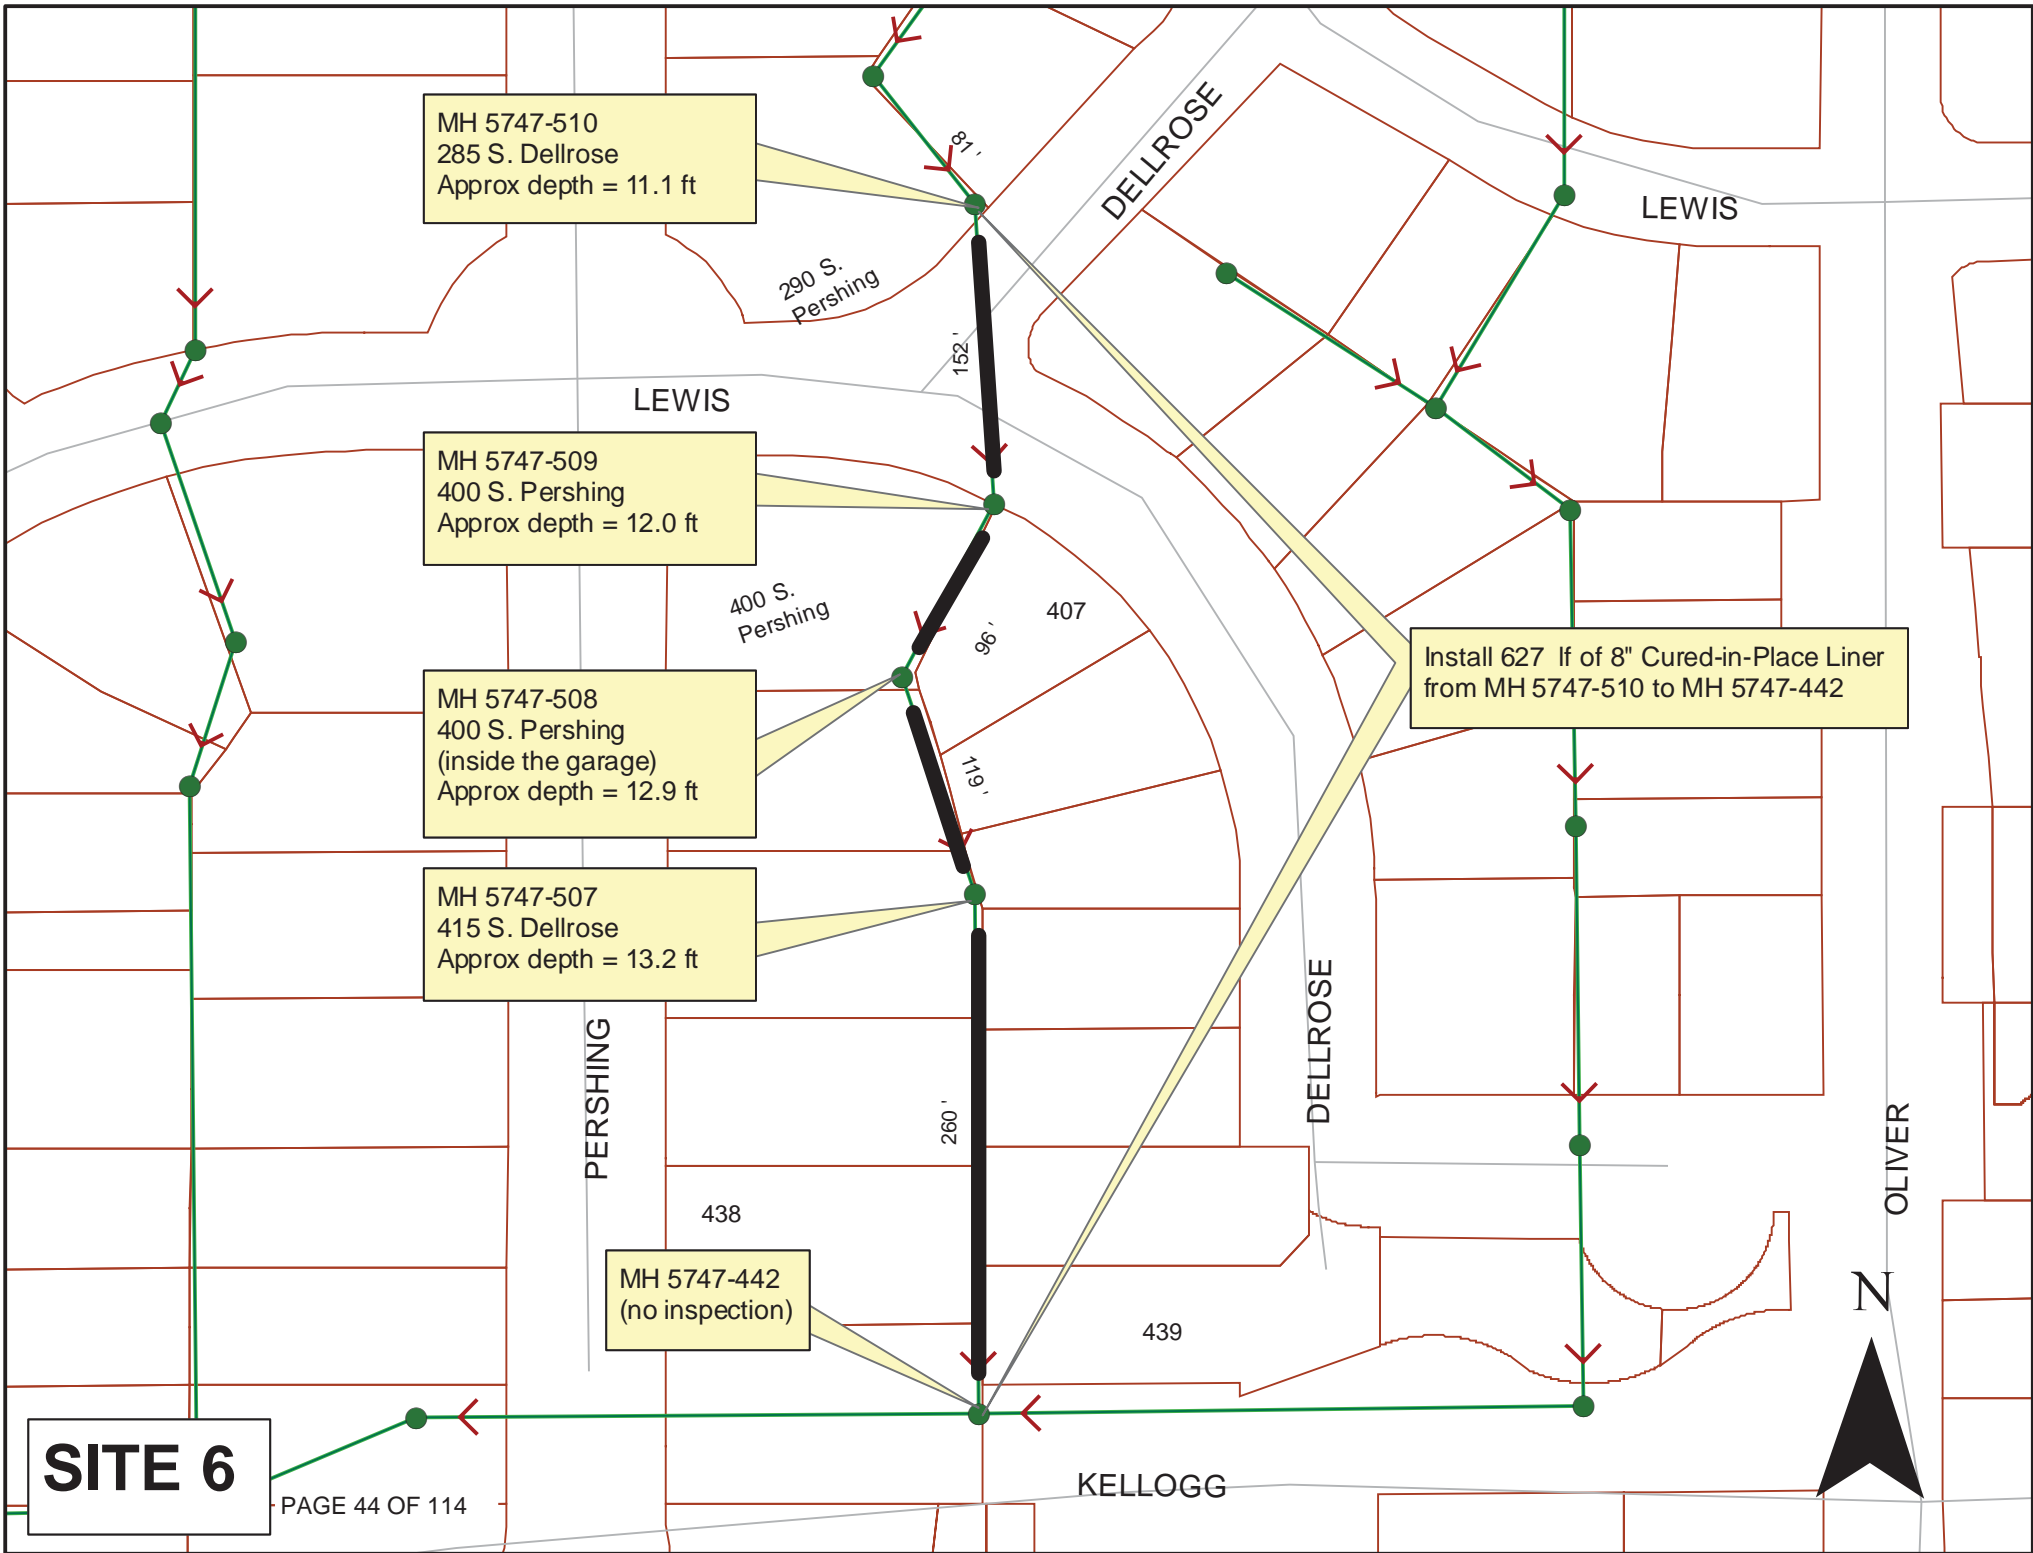 MH 5747-510
285 S. Dellrose
Approx depth = 11.1 ft
81 '
DELLROSE
LEWIS
290 S.
Pershing
152 '
LEWIS
MH 5747-509
400 S. Pershing
Approx depth = 12.0 ft
400 S.
Pershing
96 '
407
Install 627 lf of 8" Cured-in-Place Liner
from MH 5747-510 to MH 5747-442
MH 5747-508
400 S. Pershing
(inside the garage)
Approx depth = 12.9 ft
119 '
MH 5747-507
415 S. Dellrose
Approx depth = 13.2 ft
PERSHING
260 '
DELLROSE
OLIVER
438
MH 5747-442
(no inspection)
439
N
SITE 6
PAGE 44 OF 114
KELLOGG